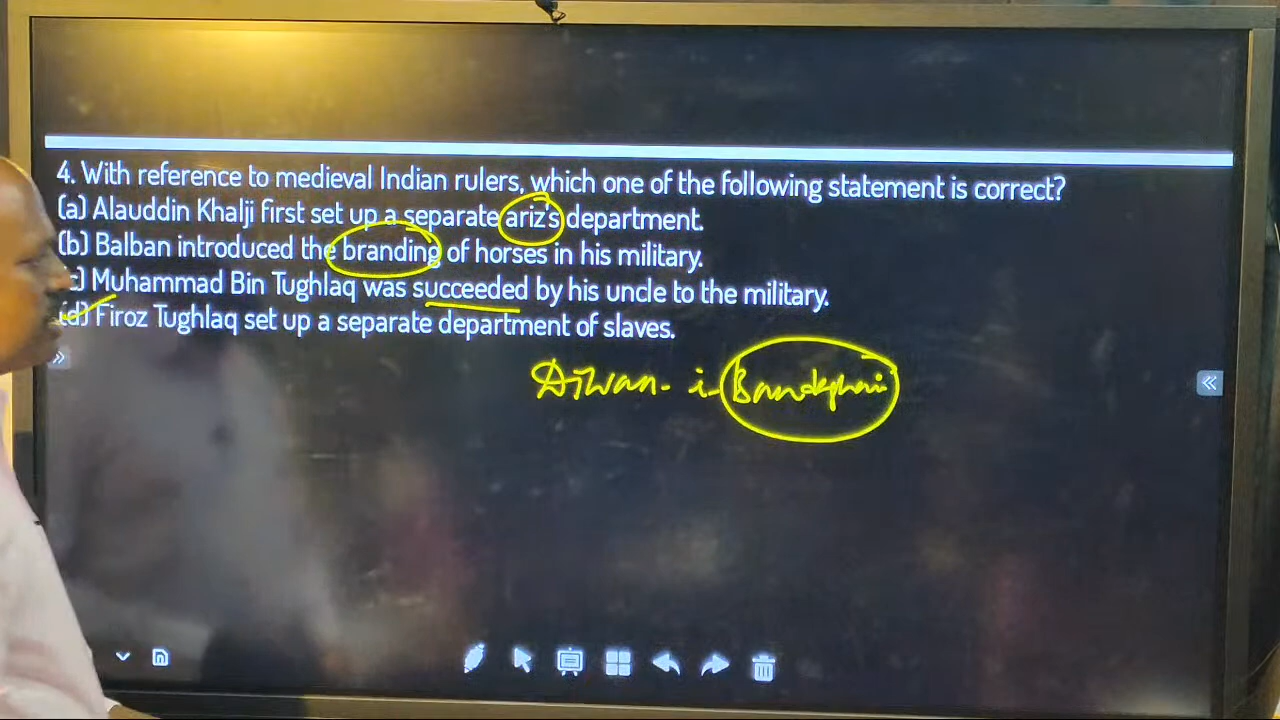 4. With reference to medieval Indian rulers, which one of the following statement is correct?
(a) Alauddin Khalji first set up a separate ariz's department.
(b) Balban introduced the branding of horses in his military.
c) Muhammad Bin Tughlaq was succeeded by his uncle to the military.
(d) Firoz Tughlaq set up a separate department of slaves.
Diwan-i-Bandaghani